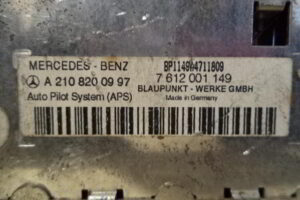 MERCEDES - BENZ
A 210 820 09 97
Auto Pilot System (APS)
BP1149N4711809
7 612 001 149
BLAUPUNKT - WERKE GMBH
Made in Germany